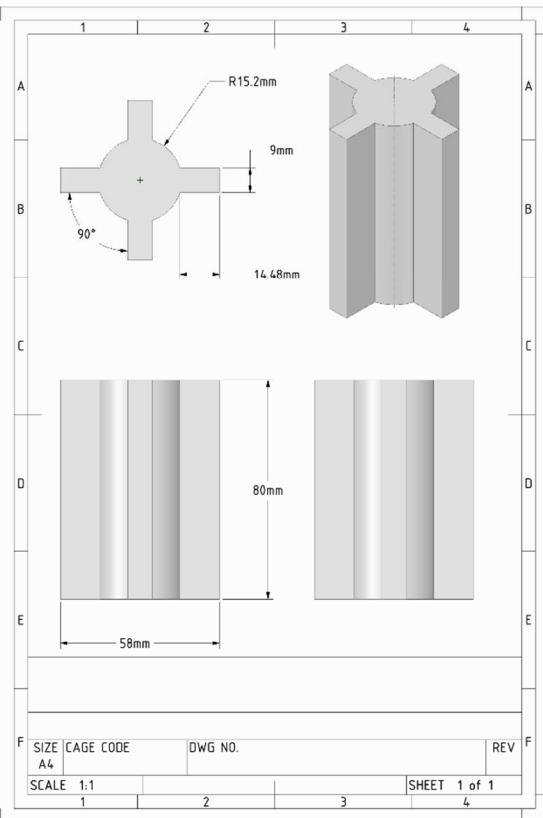 1 2 3 4
A A
R15.2mm
9mm
B B
90°
14.48mm
C C
D D
80mm
E E
58mm
F F
SIZE CAGE CODE DWG NO. REV
A4
SCALE 1:1 SHEET 1 of 1
1 2 3 4